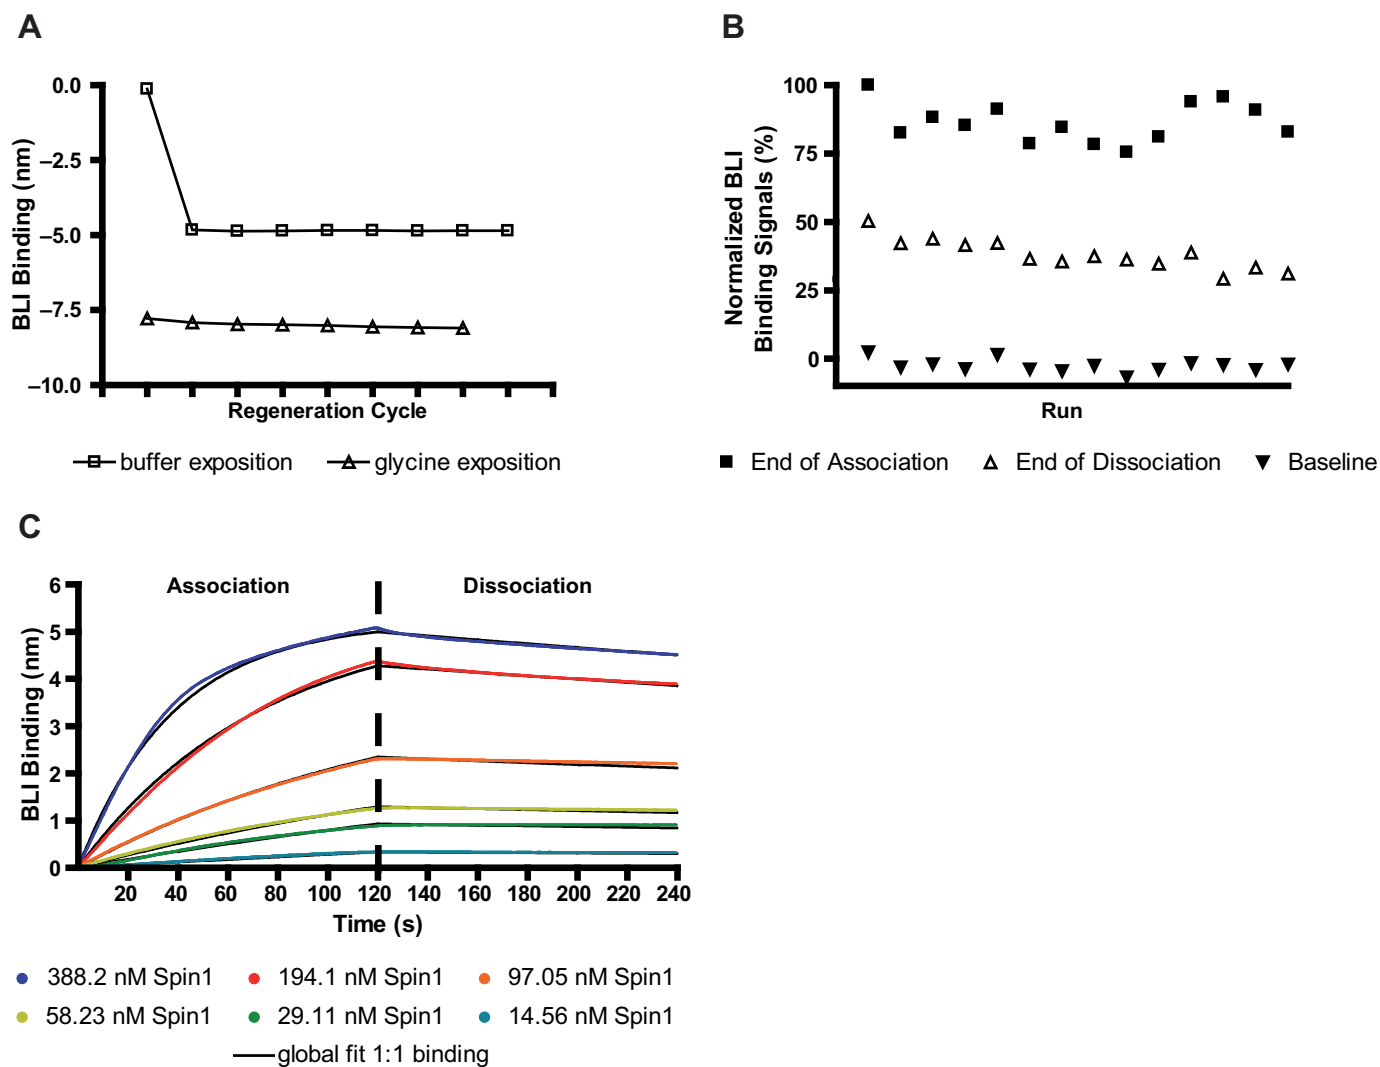 A
BLI Binding (nm)
0.0
–2.5
–5.0
–7.5
–10.0
Regeneration Cycle
buffer exposition
glycine exposition
B
Normalized BLI
Binding Signals (%)
100
75
50
25
0
Run
End of Association
End of Dissociation
Baseline
C
BLI Binding (nm)
6
5
4
3
2
1
0
Association
Dissociation
20 40 60 80 100 120 140 160 180 200 220 240
Time (s)
388.2 nM Spin1
194.1 nM Spin1
97.05 nM Spin1
58.23 nM Spin1
29.11 nM Spin1
14.56 nM Spin1
global fit 1:1 binding